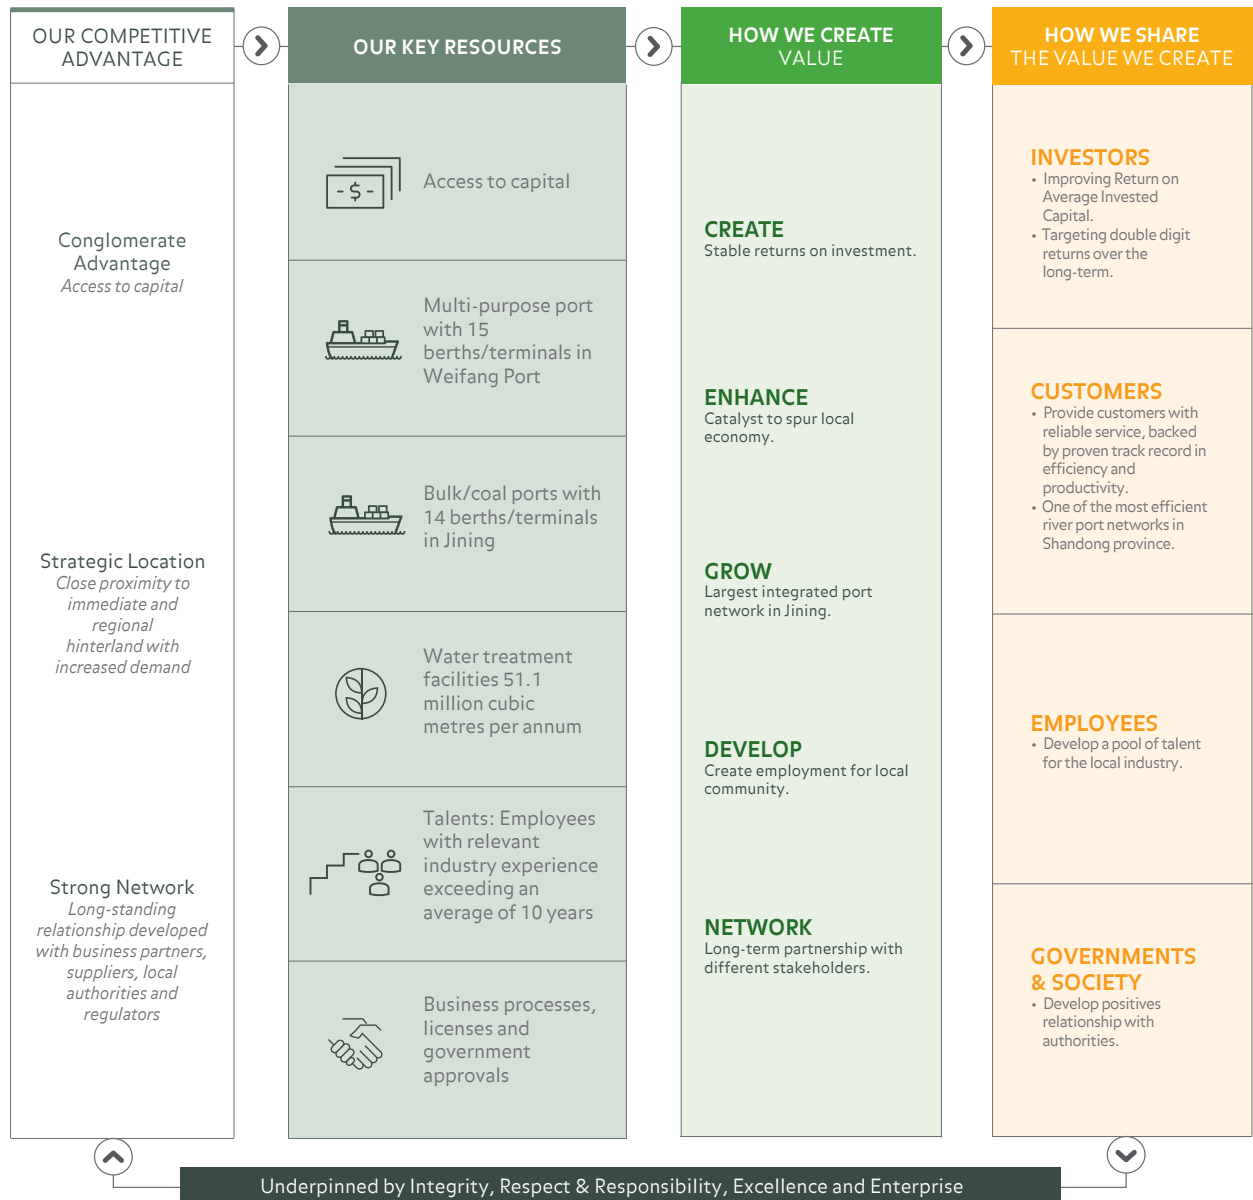 OUR COMPETITIVE
ADVANTAGE
Conglomerate
Advantage
Access to capital
Strategic Location
Close proximity to
immediate and
regional
hinterland with
increased demand
Strong Network
Long-standing
relationship developed
with business partners,
suppliers, local
authorities and
regulators
OUR KEY RESOURCES
- $ -
Access to capital
Multi-purpose port
with 15
berths/terminals in
Weifang Port
Bulk/coal ports with
14 berths/terminals
in Jining
Water treatment
facilities 51.1
million cubic
metres per annum
Talents: Employees
with relevant
industry experience
exceeding an
average of 10 years
Business processes,
licenses and
government
approvals
HOW WE CREATE
VALUE
CREATE
Stable returns on investment.
ENHANCE
Catalyst to spur local
economy.
GROW
Largest integrated port
network in Jining.
DEVELOP
Create employment for local
community.
NETWORK
Long-term partnership with
different stakeholders.
HOW WE SHARE
THE VALUE WE CREATE
INVESTORS
• Improving Return on
Average Invested
Capital.
• Targeting double digit
returns over the
long-term.
CUSTOMERS
• Provide customers with
reliable service, backed
by proven track record in
efficiency and
productivity.
• One of the most efficient
river port networks in
Shandong province.
EMPLOYEES
• Develop a pool of talent
for the local industry.
GOVERNMENTS
& SOCIETY
• Develop positives
relationship with
authorities.
Underpinned by Integrity, Respect & Responsibility, Excellence and Enterprise